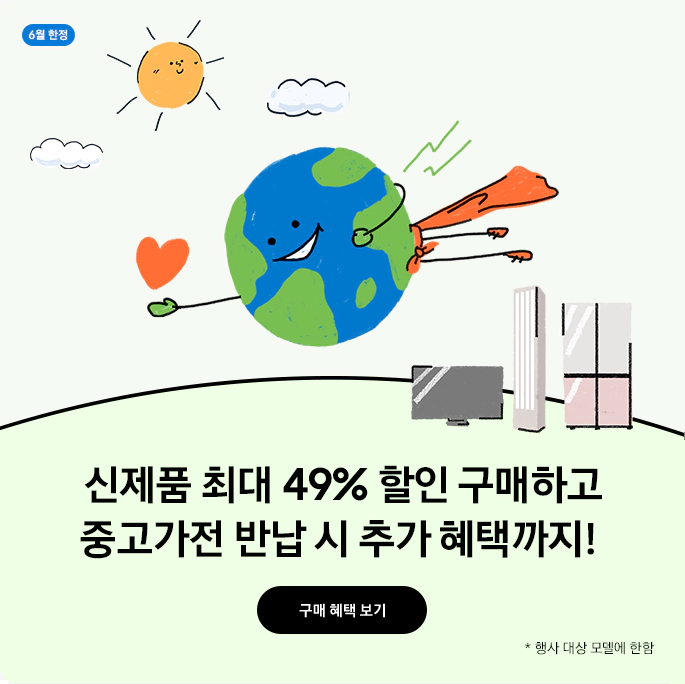 6월 한정
신제품 최대 49% 할인 구매하고
중고가전 반납 시 추가 혜택까지!
구매 혜택 보기
* 행사 대상 모델에 한함